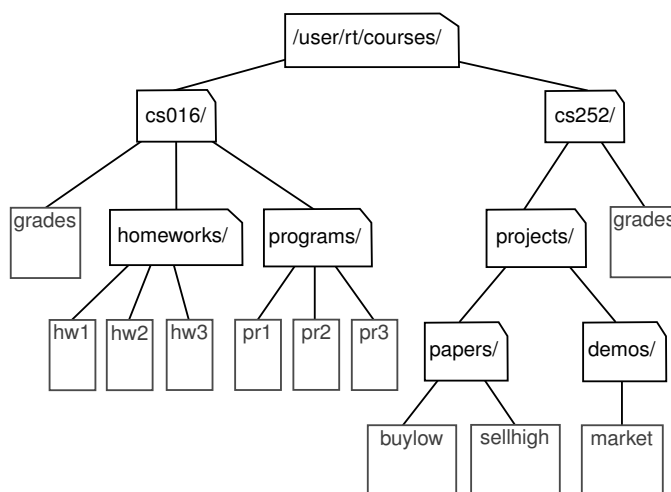 /user/rt/courses/
cs016/
cs252/
grades
homeworks/
programs/
projects/
grades
hw1
hw2
hw3
pr1
pr2
pr3
papers/
demos/
buylow
sellhigh
market